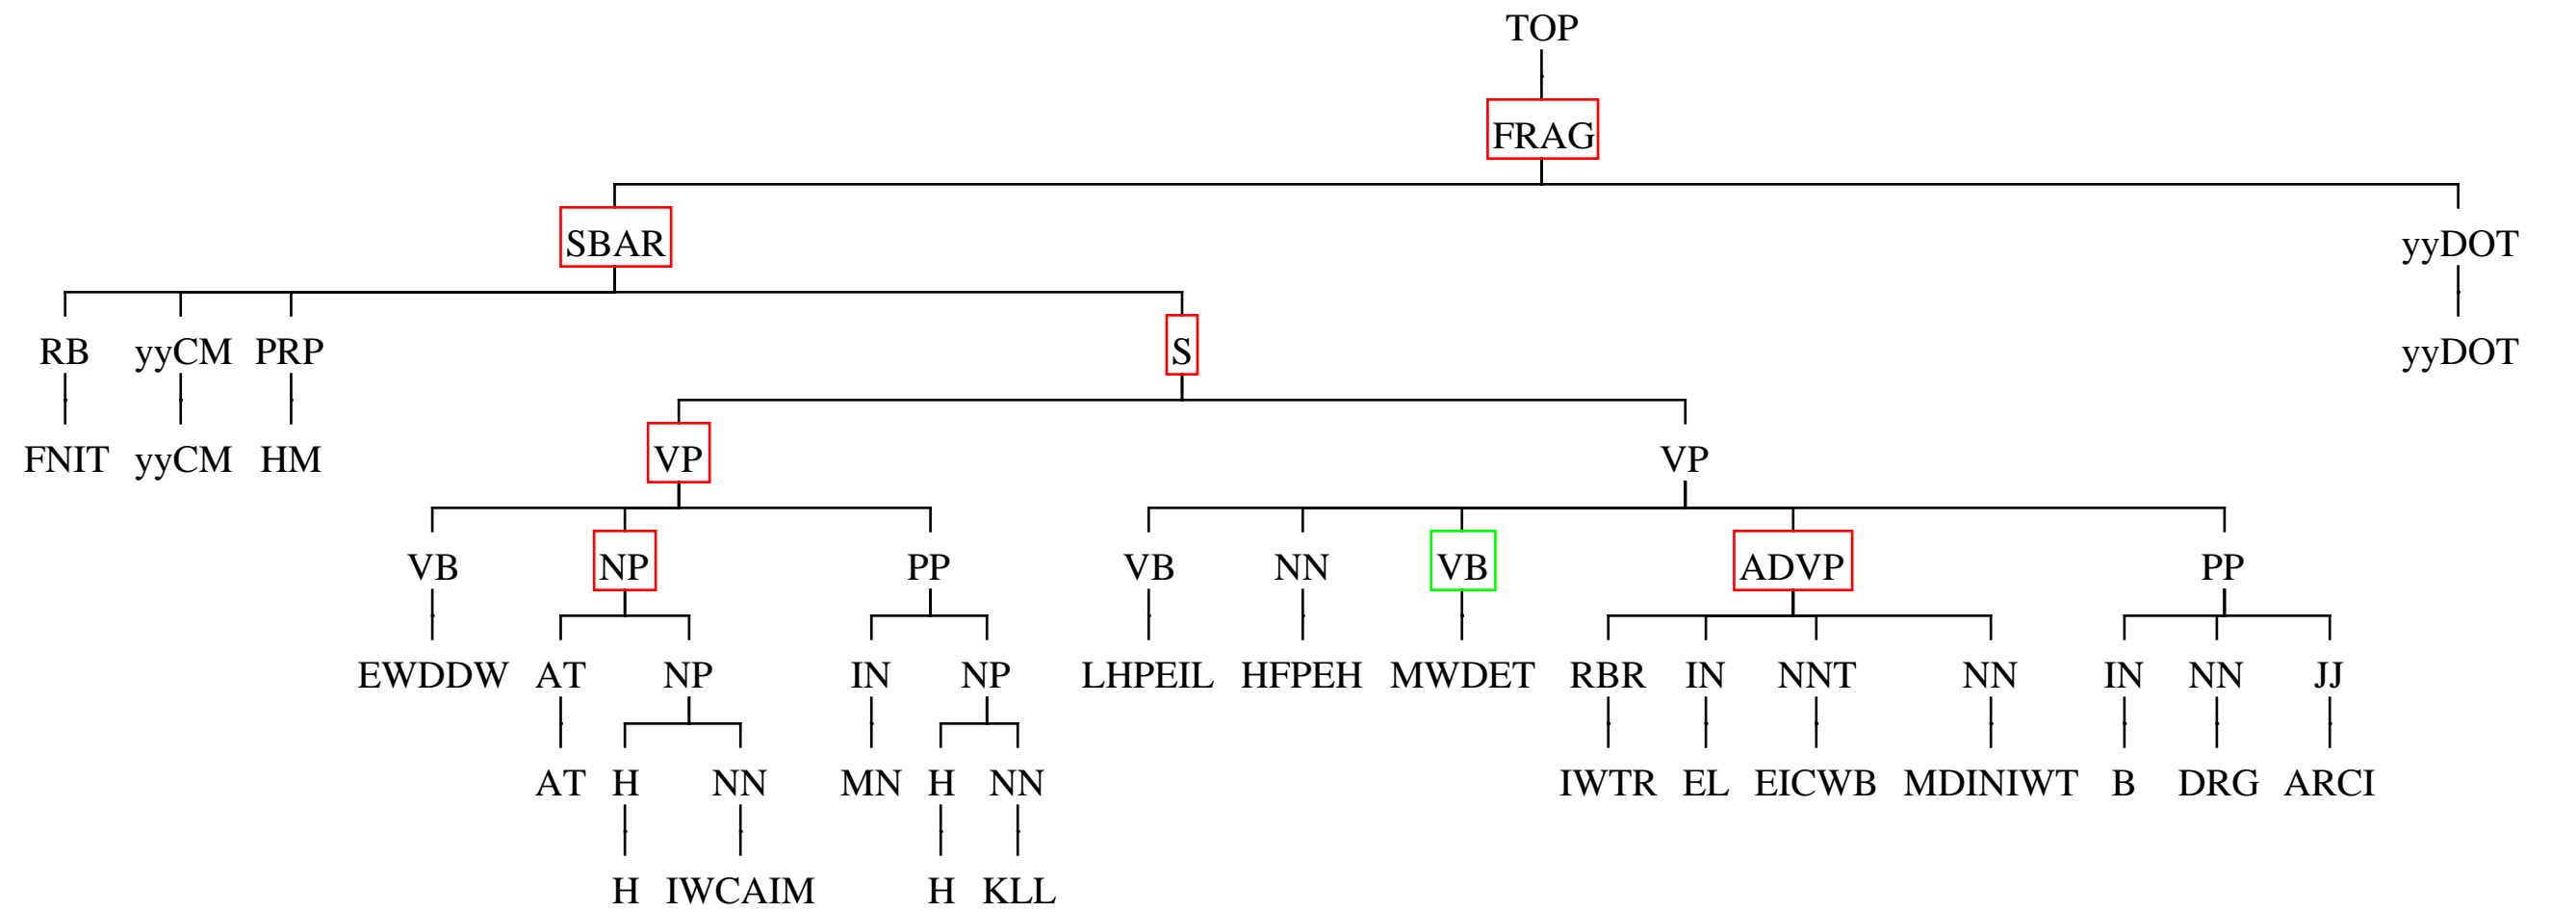 TOP
FRAG
SBAR yyDOT
RB yyCM PRP S yyDOT
FNIT yyCM HM VP VP
VB NP PP VB NN VB ADVP PP
EWDDW AT NP IN NP LHPEIL HFPEH MWDET RBR IN NNT NN IN NN JJ
AT H NN MN H NN IWTR EL EICWB MDINIWT B DRG ARCI
H IWCAIM H KLL